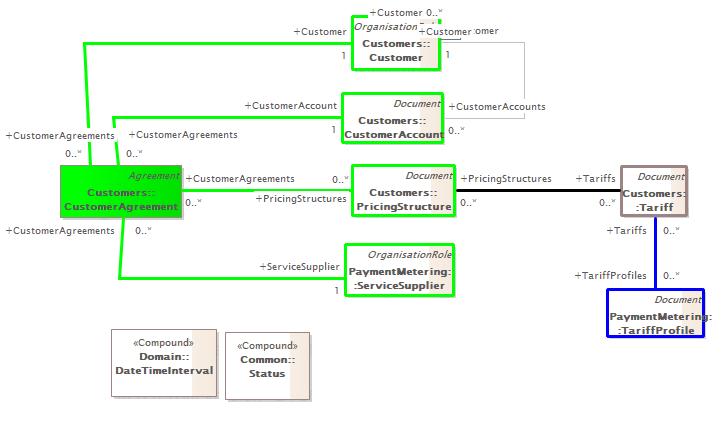 +Customer 0..*
Organisation
+Customer
omer
+Customer
Customers::
Customer
1
1
+CustomerAccount
Document
+CustomerAccounts
Customers::
CustomerAccount
1
0..*
+CustomerAgreements
+CustomerAgreements
0..*
0..*
Agreement
Customers::
CustomerAgreement
+CustomerAgreements
0..*
0..*
+PricingStructures
Document
Customers::
PricingStructure
+PricingStructures
0..*
+Tariffs
0..*
Document
Customers:
:Tariff
+CustomerAgreements
0..*
+Tariffs
0..*
+ServiceSupplier
1
OrganisationRole
PaymentMetering:
:ServiceSupplier
+TariffProfiles
0..*
Document
PaymentMetering:
:TariffProfile
«Compound»
Domain::
DateTimeInterval
«Compound»
Common::
Status